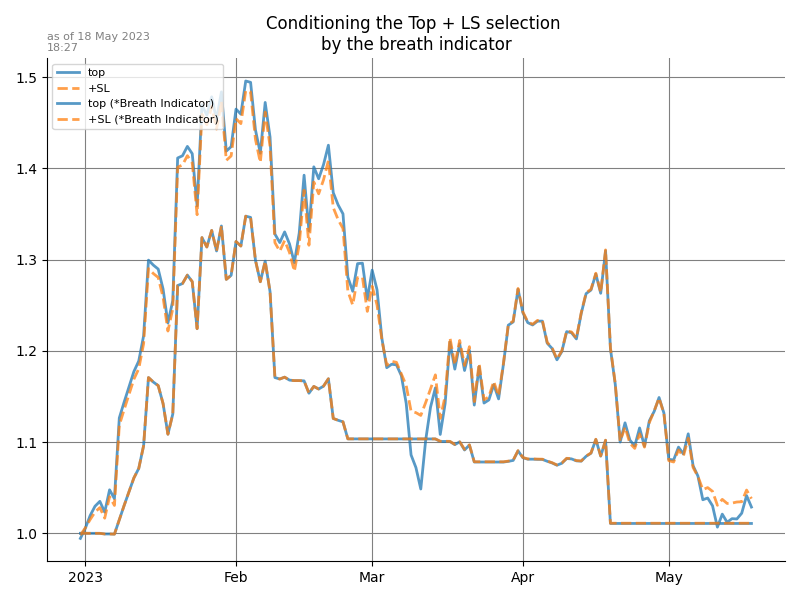 Conditioning the Top + LS selection
by the breath indicator
as of 18 May 2023
18:27
top
+SL
top (*Breath Indicator)
+SL (*Breath Indicator)
1.5
1.4
1.3
1.2
1.1
1.0
2023 Feb Mar Apr May